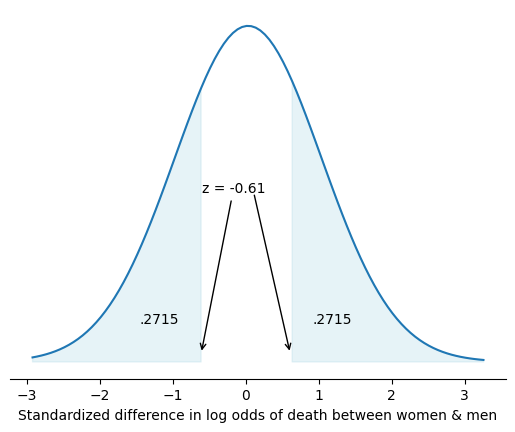 z = -0.61
.2715 .2715
−3 −2 −1 0 1 2 3
Standardized difference in log odds of death between women & men